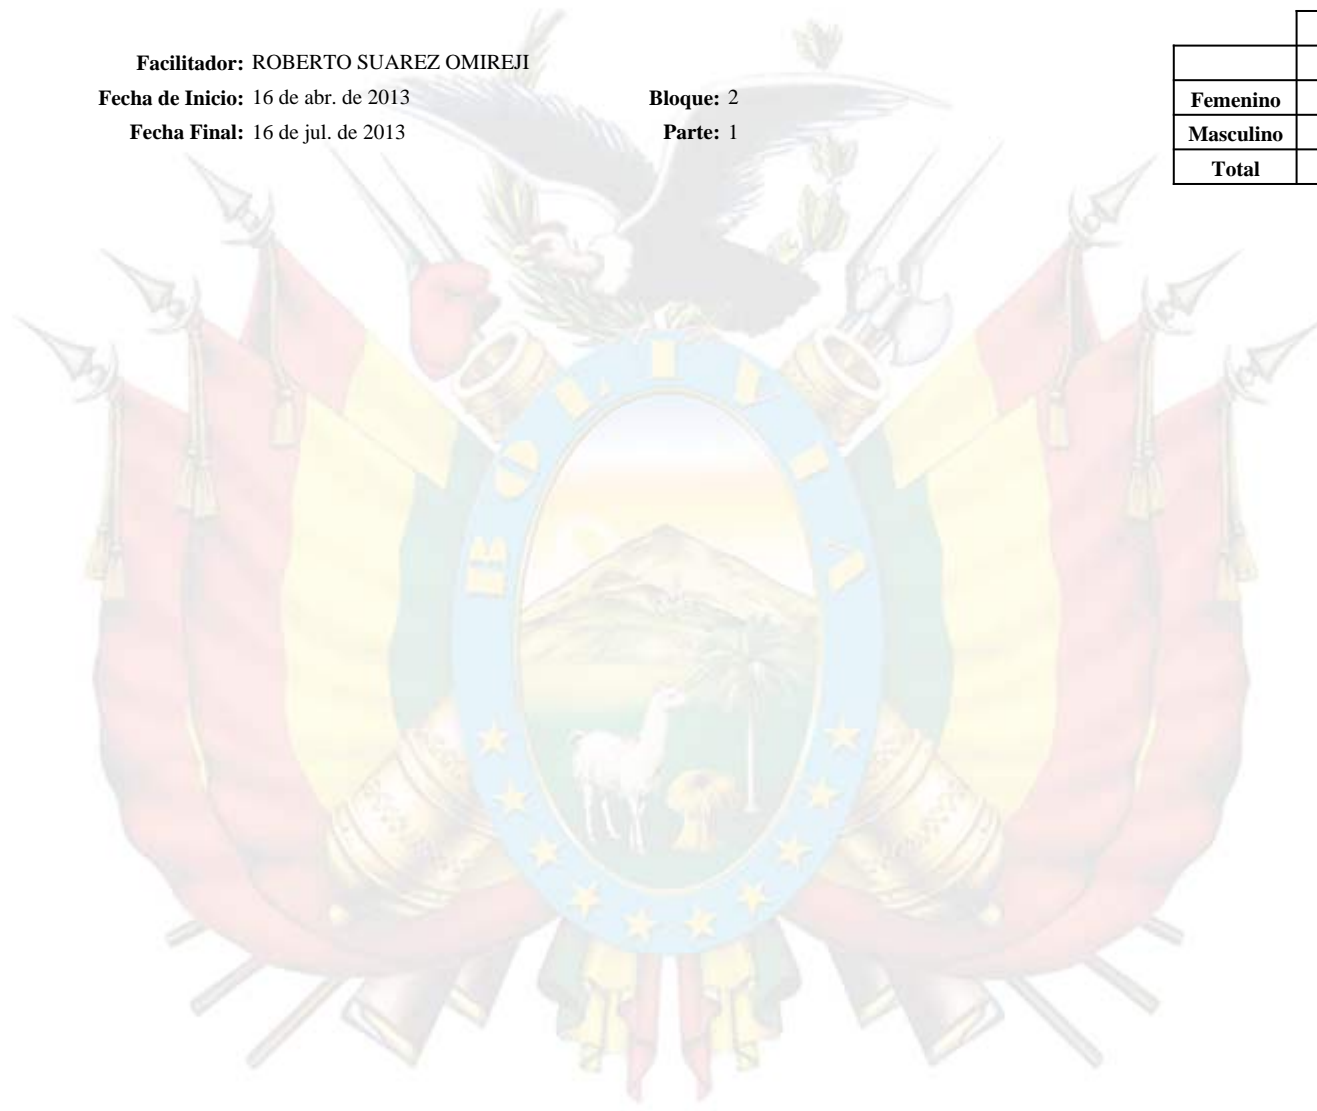 Facilitador: ROBERTO SUAREZ OMIREJI
Fecha de Inicio: 16 de abr. de 2013 Bloque: 2
Fecha Final: 16 de jul. de 2013 Parte: 1
Femenino
Masculino
Total
BOLIVIA